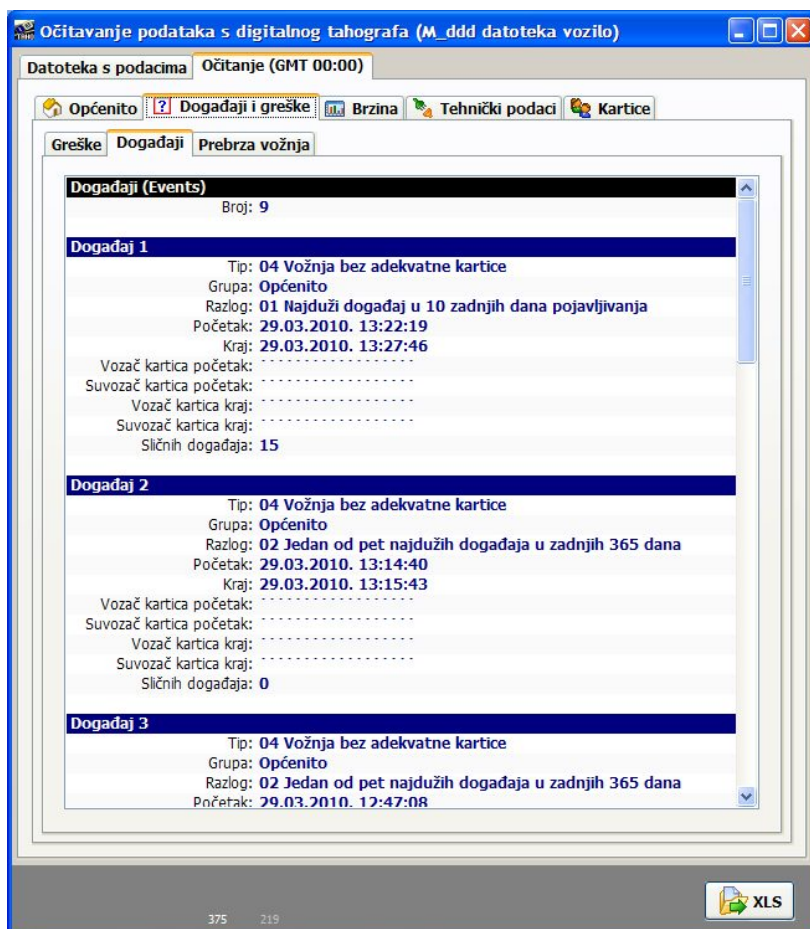 Očitavanje podataka s digitalnog tahografa (M_ddd datoteka vozilo)
Datoteka s podacima Očitanje (GMT 00:00)
Općenito Događaji i greške Brzina Tehnički podaci Kartice
Greške Događaji Prebrza vožnja
Događaji (Events)
Broj: 9
Događaj 1
Tip: 04 Vožnja bez adekvatne kartice
Grupa: Općenito
Razlog: 01 Najduži događaj u 10 zadnjih dana pojavljivanja
Početak: 29.03.2010. 13:22:19
Kraj: 29.03.2010. 13:27:46
Vozač kartica početak:
Suvozač kartica početak:
Vozač kartica kraj:
Suvozač kartica kraj:
Sličnih događaja: 15
Događaj 2
Tip: 04 Vožnja bez adekvatne kartice
Grupa: Općenito
Razlog: 02 Jedan od pet najdužih događaja u zadnjih 365 dana
Početak: 29.03.2010. 13:14:40
Kraj: 29.03.2010. 13:15:43
Vozač kartica početak:
Suvozač kartica početak:
Vozač kartica kraj:
Suvozač kartica kraj:
Sličnih događaja: 0
Događaj 3
Tip: 04 Vožnja bez adekvatne kartice
Grupa: Općenito
Razlog: 02 Jedan od pet najdužih događaja u zadnjih 365 dana
Početak: 29.03.2010. 12:47:08
XLS
375 219